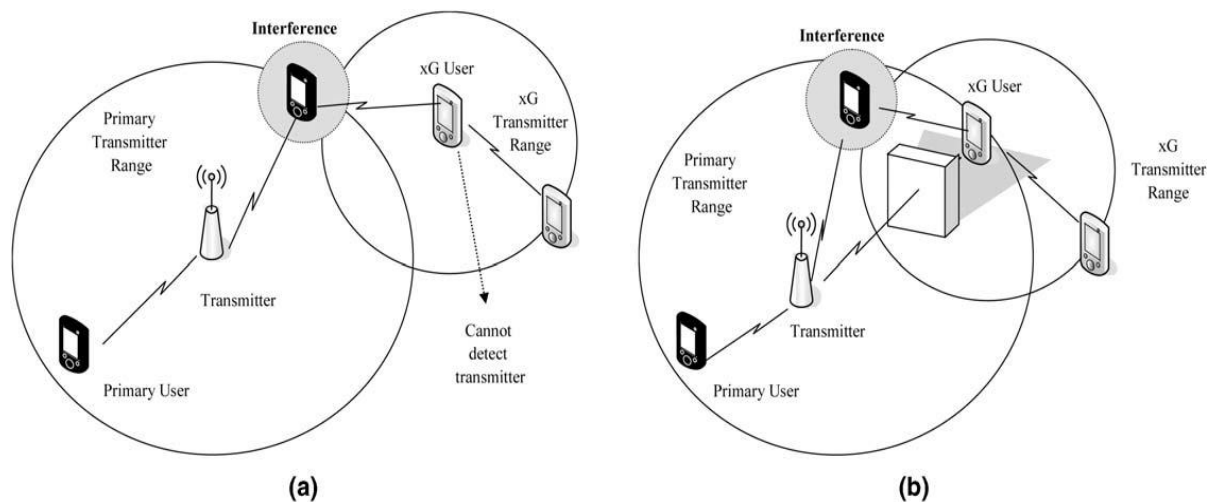 Interference
xG User
xG
Transmitter
Range
Primary
Transmitter
Range
Transmitter
Cannot
detect
transmitter
Primary User
(a)
Interference
xG User
Primary
Transmitter
Range
xG
Transmitter
Range
Transmitter
Primary User
(b)